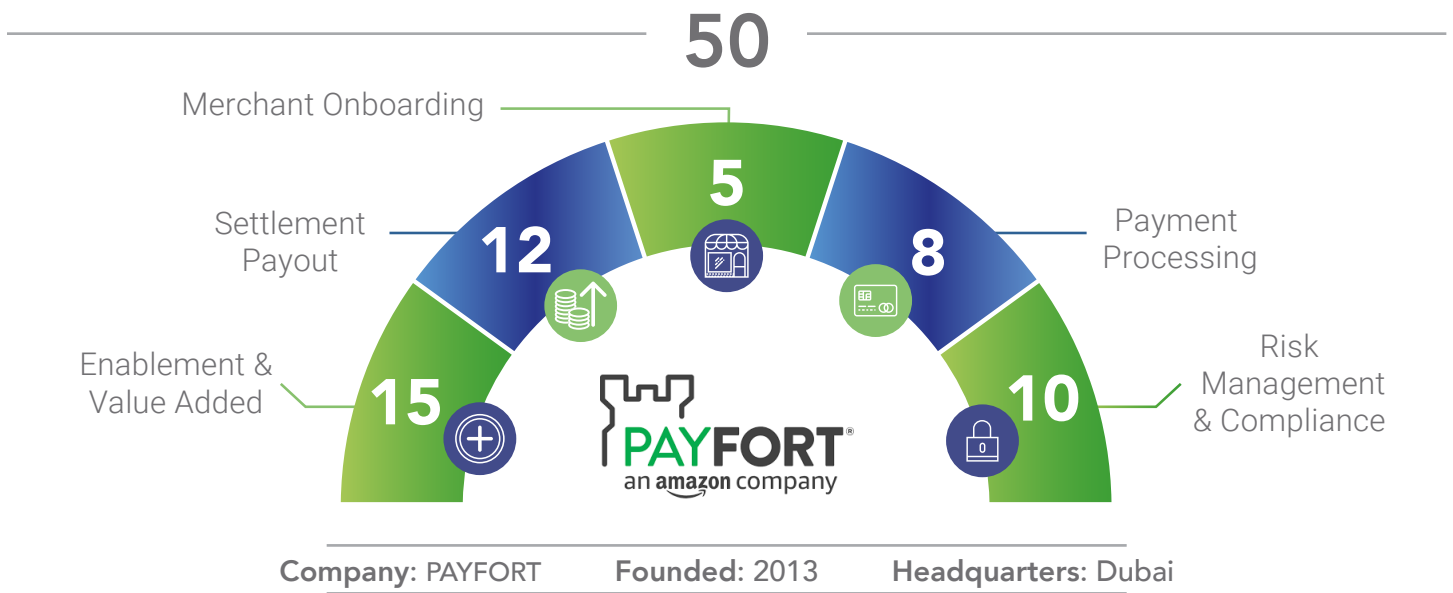 50
Merchant Onboarding
5
Settlement
Payout
12
8
Payment
Processing
Enablement &
Value Added
15
10
Risk
Management
& Compliance
0
PAYFORT®
an amazon company
Company: PAYFORT Founded: 2013 Headquarters: Dubai